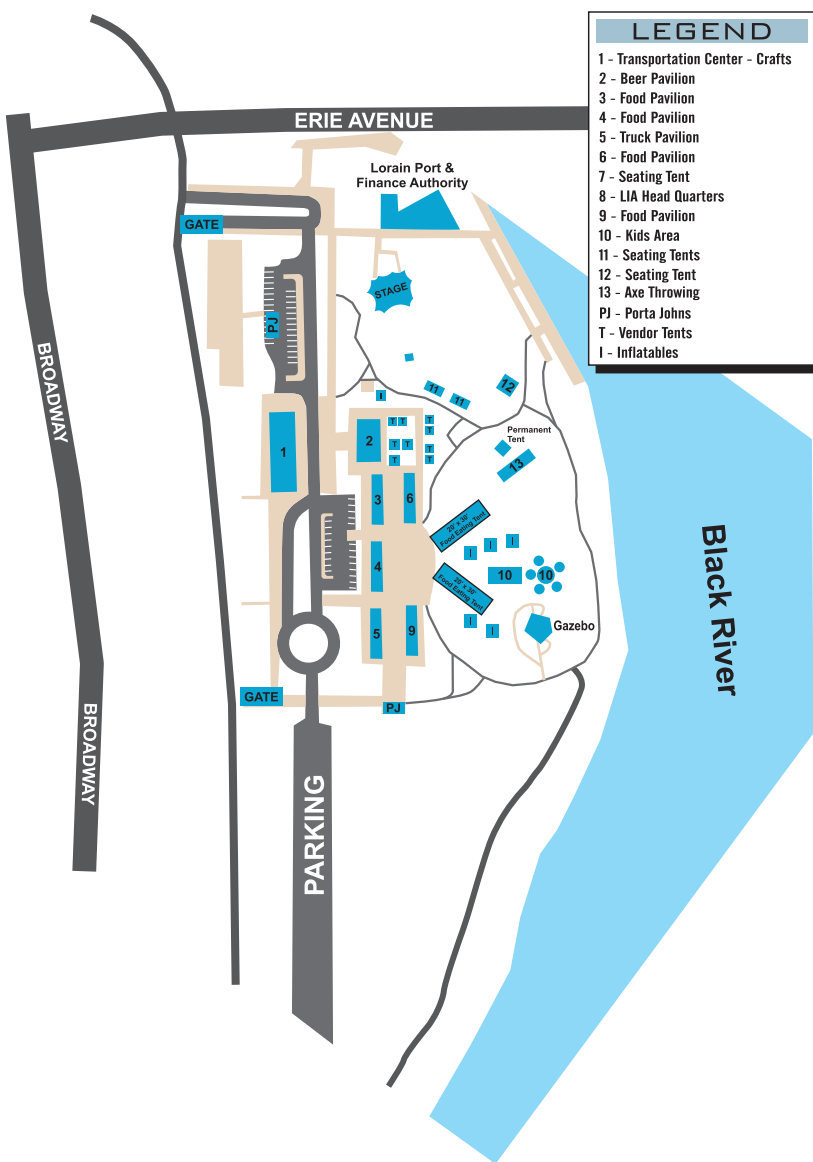 LEGEND
1 - Transportation Center - Crafts
2 - Beer Pavilion
3 - Food Pavilion
4 - Food Pavilion
5 - Truck Pavilion
6 - Food Pavilion
7 - Seating Tent
8 - LIA Head Quarters
9 - Food Pavilion
10 - Kids Area
11 - Seating Tents
12 - Seating Tent
13 - Axe Throwing
PJ - Porta Johns
T - Vendor Tents
I - Inflatables
ERIE AVENUE
Lorain Port &
Finance Authority
GATE
STAGE
PJ
BROADWAY
12
11
11
I
T
T
T
T
T
T
T
T
T
Permanent
Tent
1
2
13
3
6
20' x 30'
Food Eating Tent
I
I
I
4
10
10
20' x 30'
Food Eating Tent
I
I
Gazebo
5
9
Black River
GATE
PJ
BROADWAY
PARKING